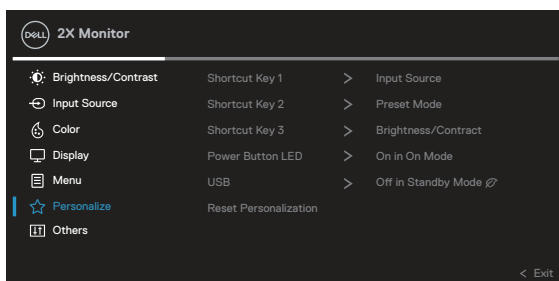 DELL 2X Monitor
Brightness/Contrast Shortcut Key 1 > Input Source
Input Source Shortcut Key 2 > Preset Mode
Color Shortcut Key 3 > Brightness/Contract
Display Power Button LED > On in On Mode
Menu USB > Off in Standby Mode
Personalize Reset Personalization
Others
< Exit